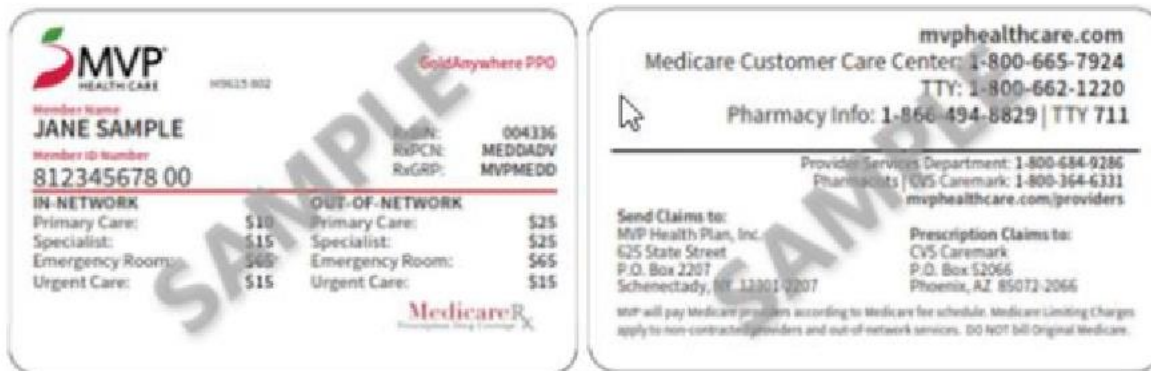 MVP
HEALTH CARE
GoldAnywhere PPO
H9615 802
Member Name
JANE SAMPLE
Member ID Number
812345678 00
004336
RxPCN: MEDDADV
RxGRP: MVPMEDD
IN-NETWORK OUT-OF-NETWORK
Primary Care: $10 Primary Care: $25
Specialist: $15 Specialist: $25
Emergency Room: $65 Emergency Room: $65
Urgent Care: $15 Urgent Care: $15
MedicareRx
Prescription Drug Coverage
SAMPLE
mvphealthcare.com
Medicare Customer Care Center: 1-800-665-7924
TTY: 1-800-662-1220
Pharmacy Info: 1-866-494-8829 | TTY 711
Provider Services Department: 1-800-684-9286
Pharmacists | CVS Caremark: 1-800-364-6331
mvphealthcare.com/providers
Send Claims to:
MVP Health Plan, Inc.
625 State Street
P.O. Box 2207
Schenectady, NY 12301-2207
Prescription Claims to:
CVS Caremark
P.O. Box 52066
Phoenix, AZ 85072-2066
MVP will pay Medicare providers according to Medicare fee schedule. Medicare Limiting Charges
apply to non-contracted providers and out-of-network services. DO NOT bill Original Medicare.
SAMPLE